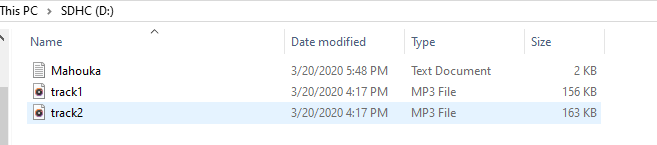 This PC > SDHC (D:)
Name Date modified Type Size
Mahouka 3/20/2020 5:48 PM Text Document 2 KB
track1 3/20/2020 4:17 PM MP3 File 156 KB
track2 3/20/2020 4:17 PM MP3 File 163 KB